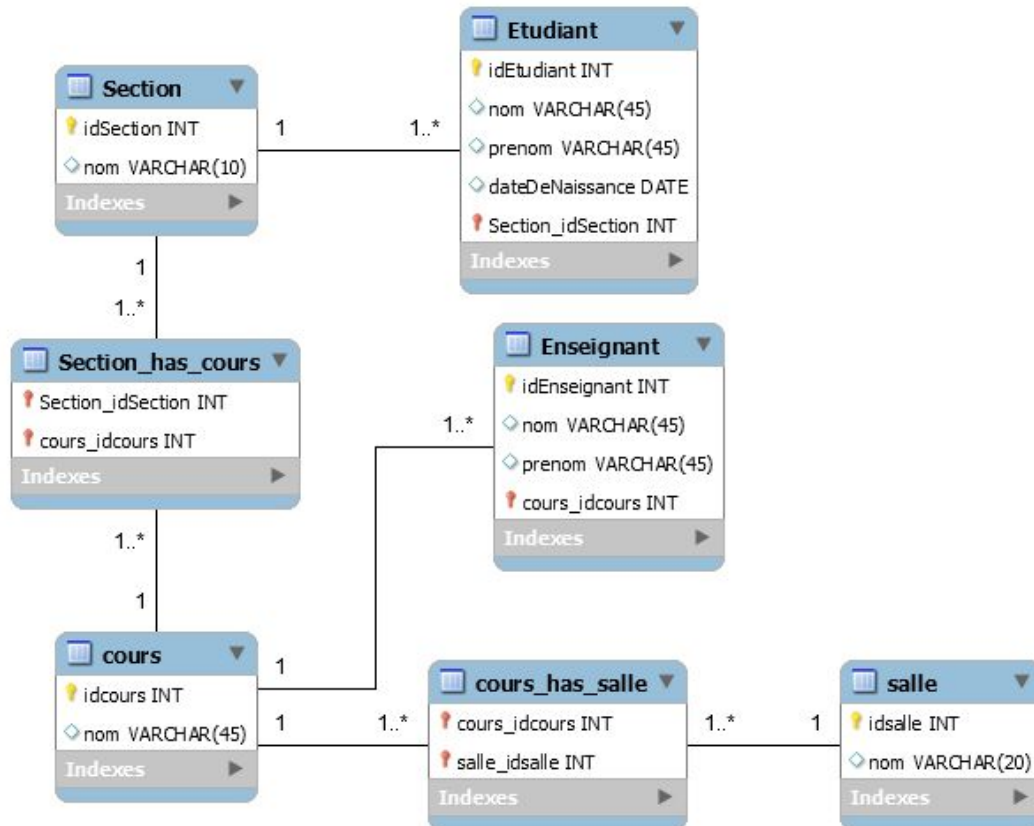 Etudiant
idEtudiant INT
nom VARCHAR(45)
prenom VARCHAR(45)
dateDeNaissance DATE
Section_idSection INT
Indexes
Section
idSection INT
nom VARCHAR(10)
Indexes
1
1..*
1
1..*
Section_has_cours
Section_idSection INT
cours_idcours INT
Indexes
Enseignant
idEnseignant INT
nom VARCHAR(45)
prenom VARCHAR(45)
cours_idcours INT
Indexes
1..*
1..*
1
cours
idcours INT
nom VARCHAR(45)
Indexes
1
1
1..*
cours_has_salle
cours_idcours INT
salle_idsalle INT
Indexes
1..*
1
salle
idsalle INT
nom VARCHAR(20)
Indexes